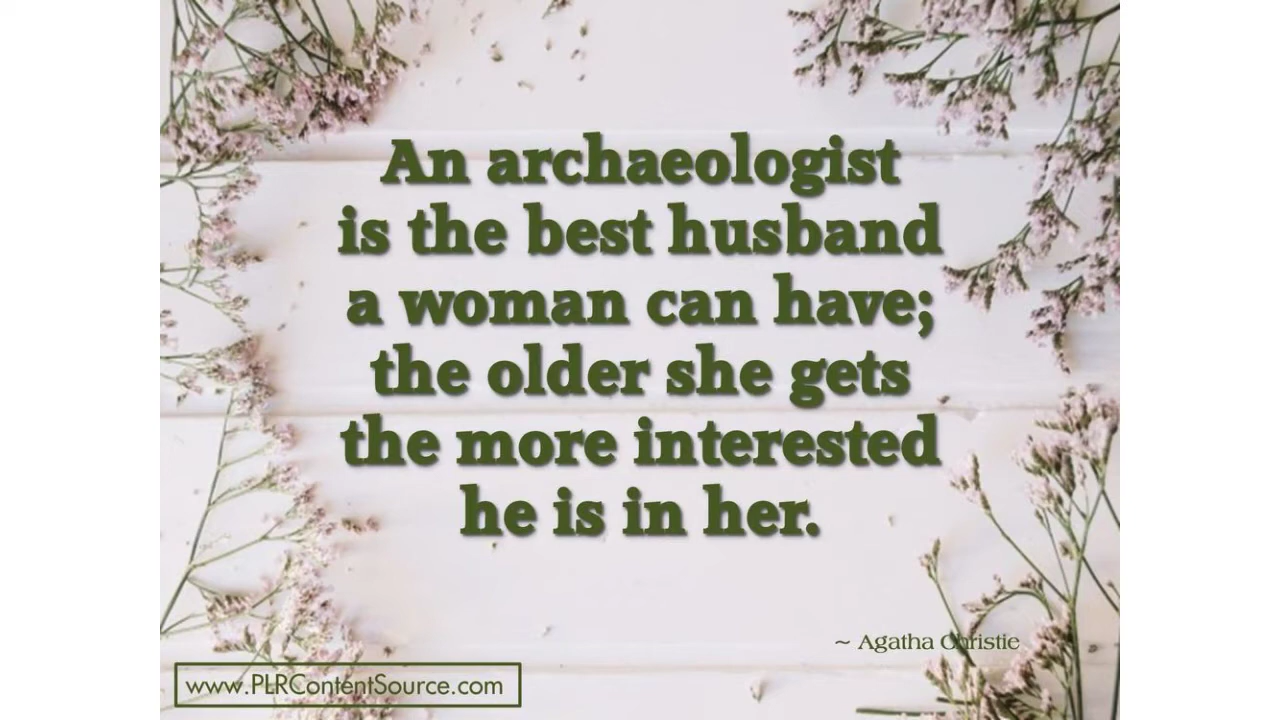 An archaeologist
is the best husband
a woman can have;
the older she gets
the more interested
he is in her.
~ Agatha Christie
www.PLRContentSource.com